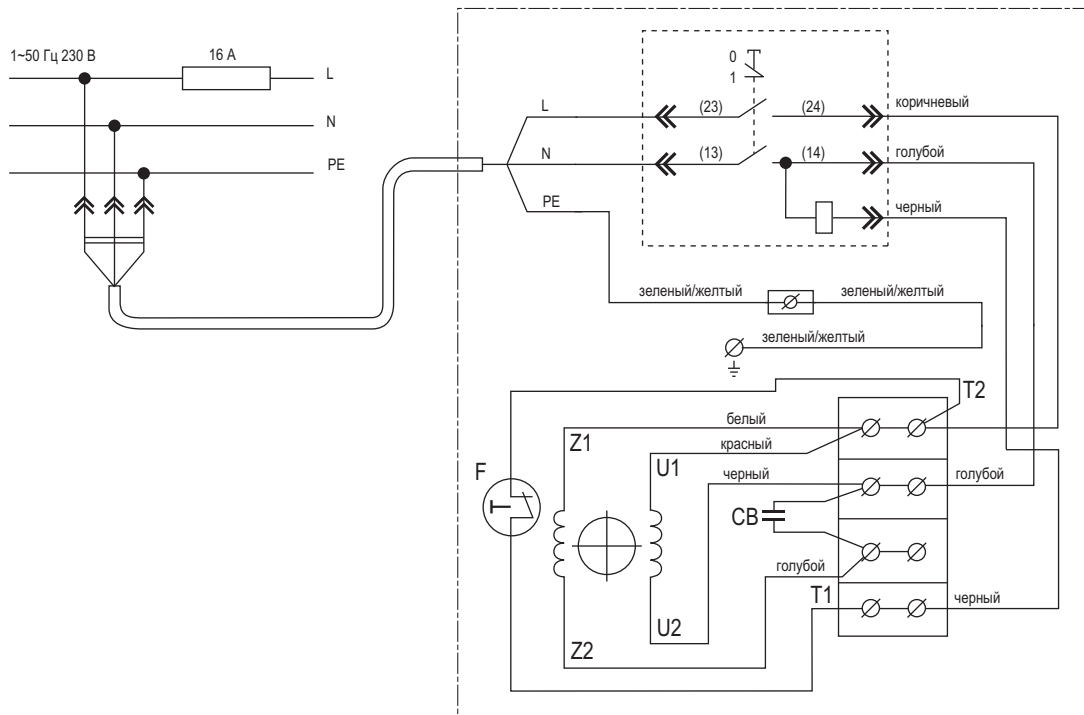 1~50 Гц 230 В
16 А
L
N
PE
0
1
L
(23)
(24)
коричневый
N
(13)
(14)
голубой
PE
черный
зеленый/желтый
зеленый/желтый
зеленый/желтый
T2
белый
Z1
красный
U1
F
черный
голубой
CB
голубой
T1
черный
U2
Z2